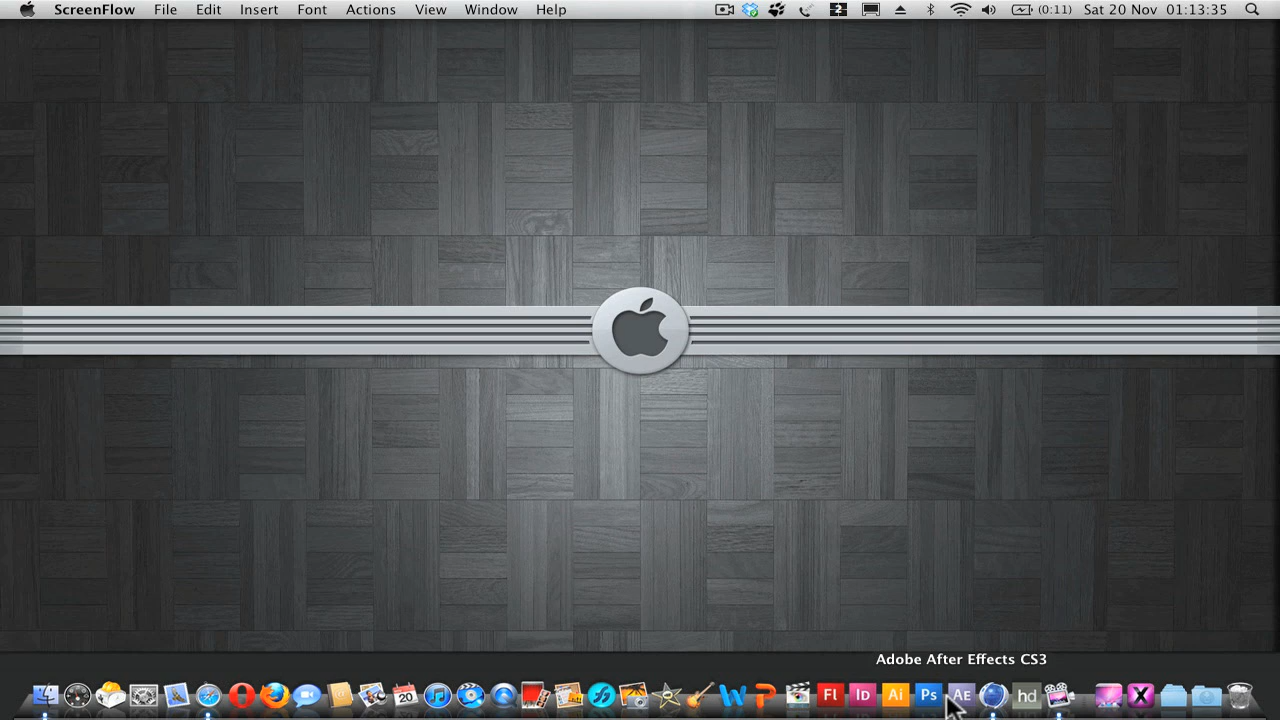 ScreenFlow File Edit Insert Font Actions View Window Help (0:11) Sat 20 Nov 01:13:35
Adobe After Effects CS3
20 W P Fl Id Ai Ps AE hd X